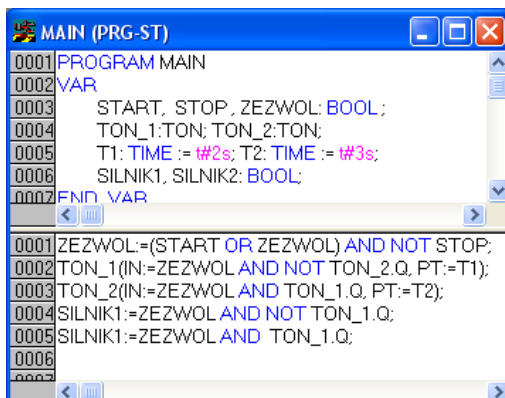 MAIN (PRG-ST)
0001 PROGRAM MAIN
0002 VAR
0003 START, STOP, ZEZWOL: BOOL;
0004 TON_1:TON; TON_2:TON;
0005 T1: TIME := t#2s; T2: TIME := t#3s;
0006 SILNIK1, SILNIK2: BOOL;
0007 END_VAR
0001 ZEZWOL:=(START OR ZEZWOL) AND NOT STOP;
0002 TON_1(IN:=ZEZWOL AND NOT TON_2.Q, PT:=T1);
0003 TON_2(IN:=ZEZWOL AND TON_1.Q, PT:=T2);
0004 SILNIK1:=ZEZWOL AND NOT TON_1.Q;
0005 SILNIK1:=ZEZWOL AND TON_1.Q;
0006
0007